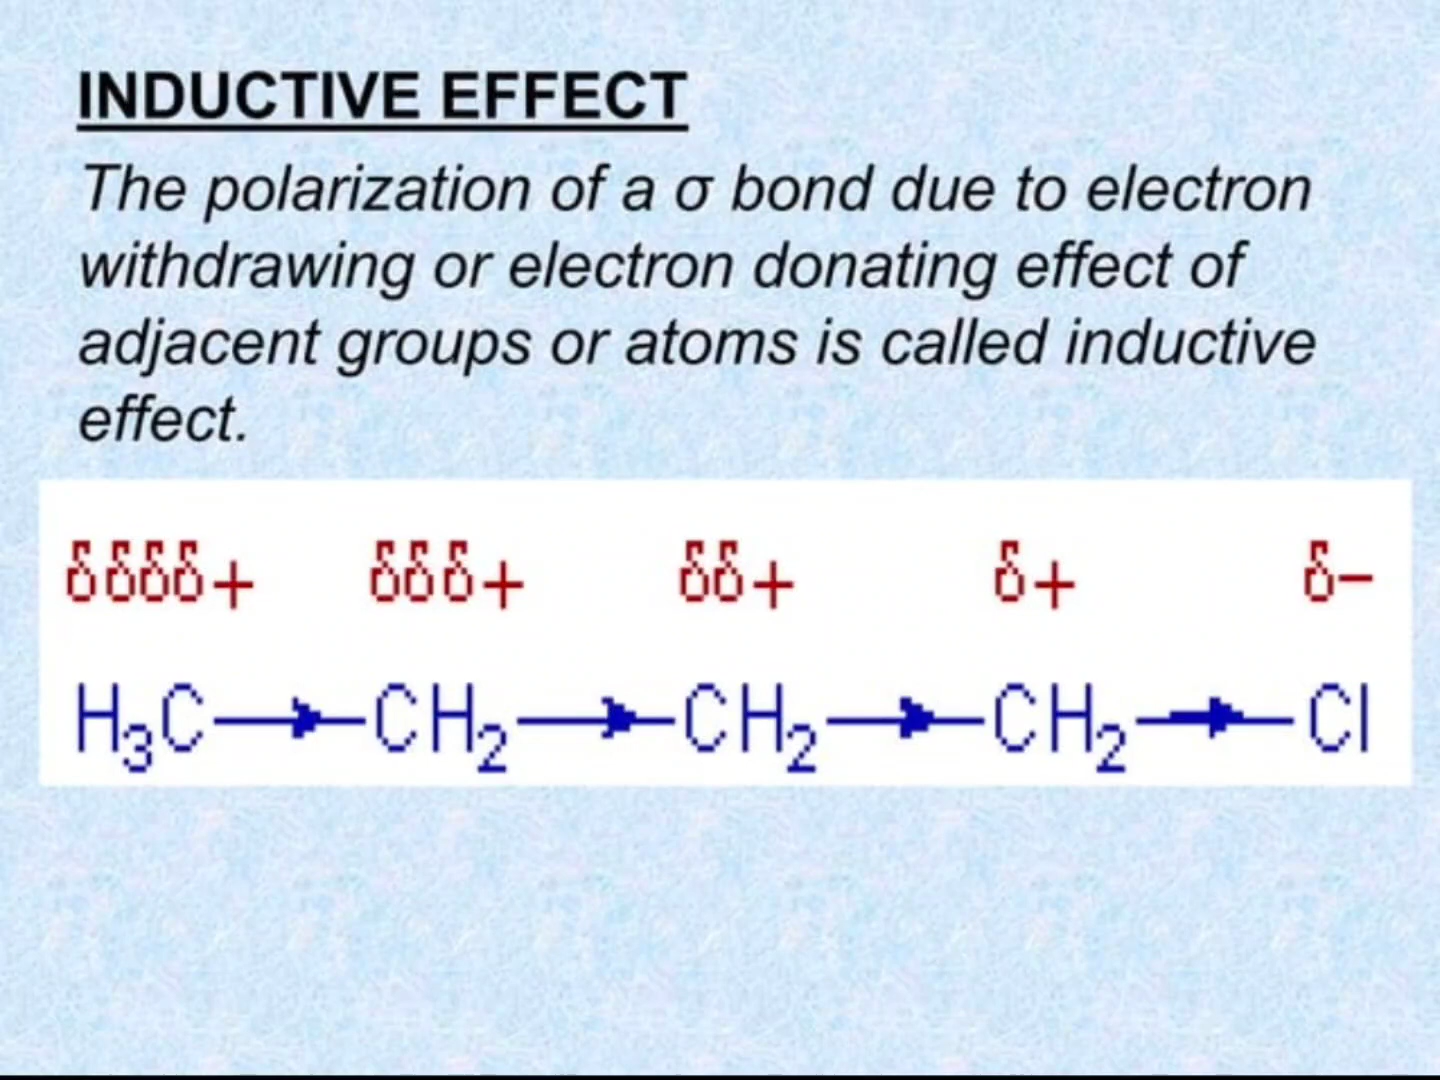 INDUCTIVE EFFECT
The polarization of a σ bond due to electron
withdrawing or electron donating effect of
adjacent groups or atoms is called inductive
effect.
δδδδ+ δδδ+ δδ+ δ+ δ−
H₃C→CH₂→CH₂→CH₂→Cl